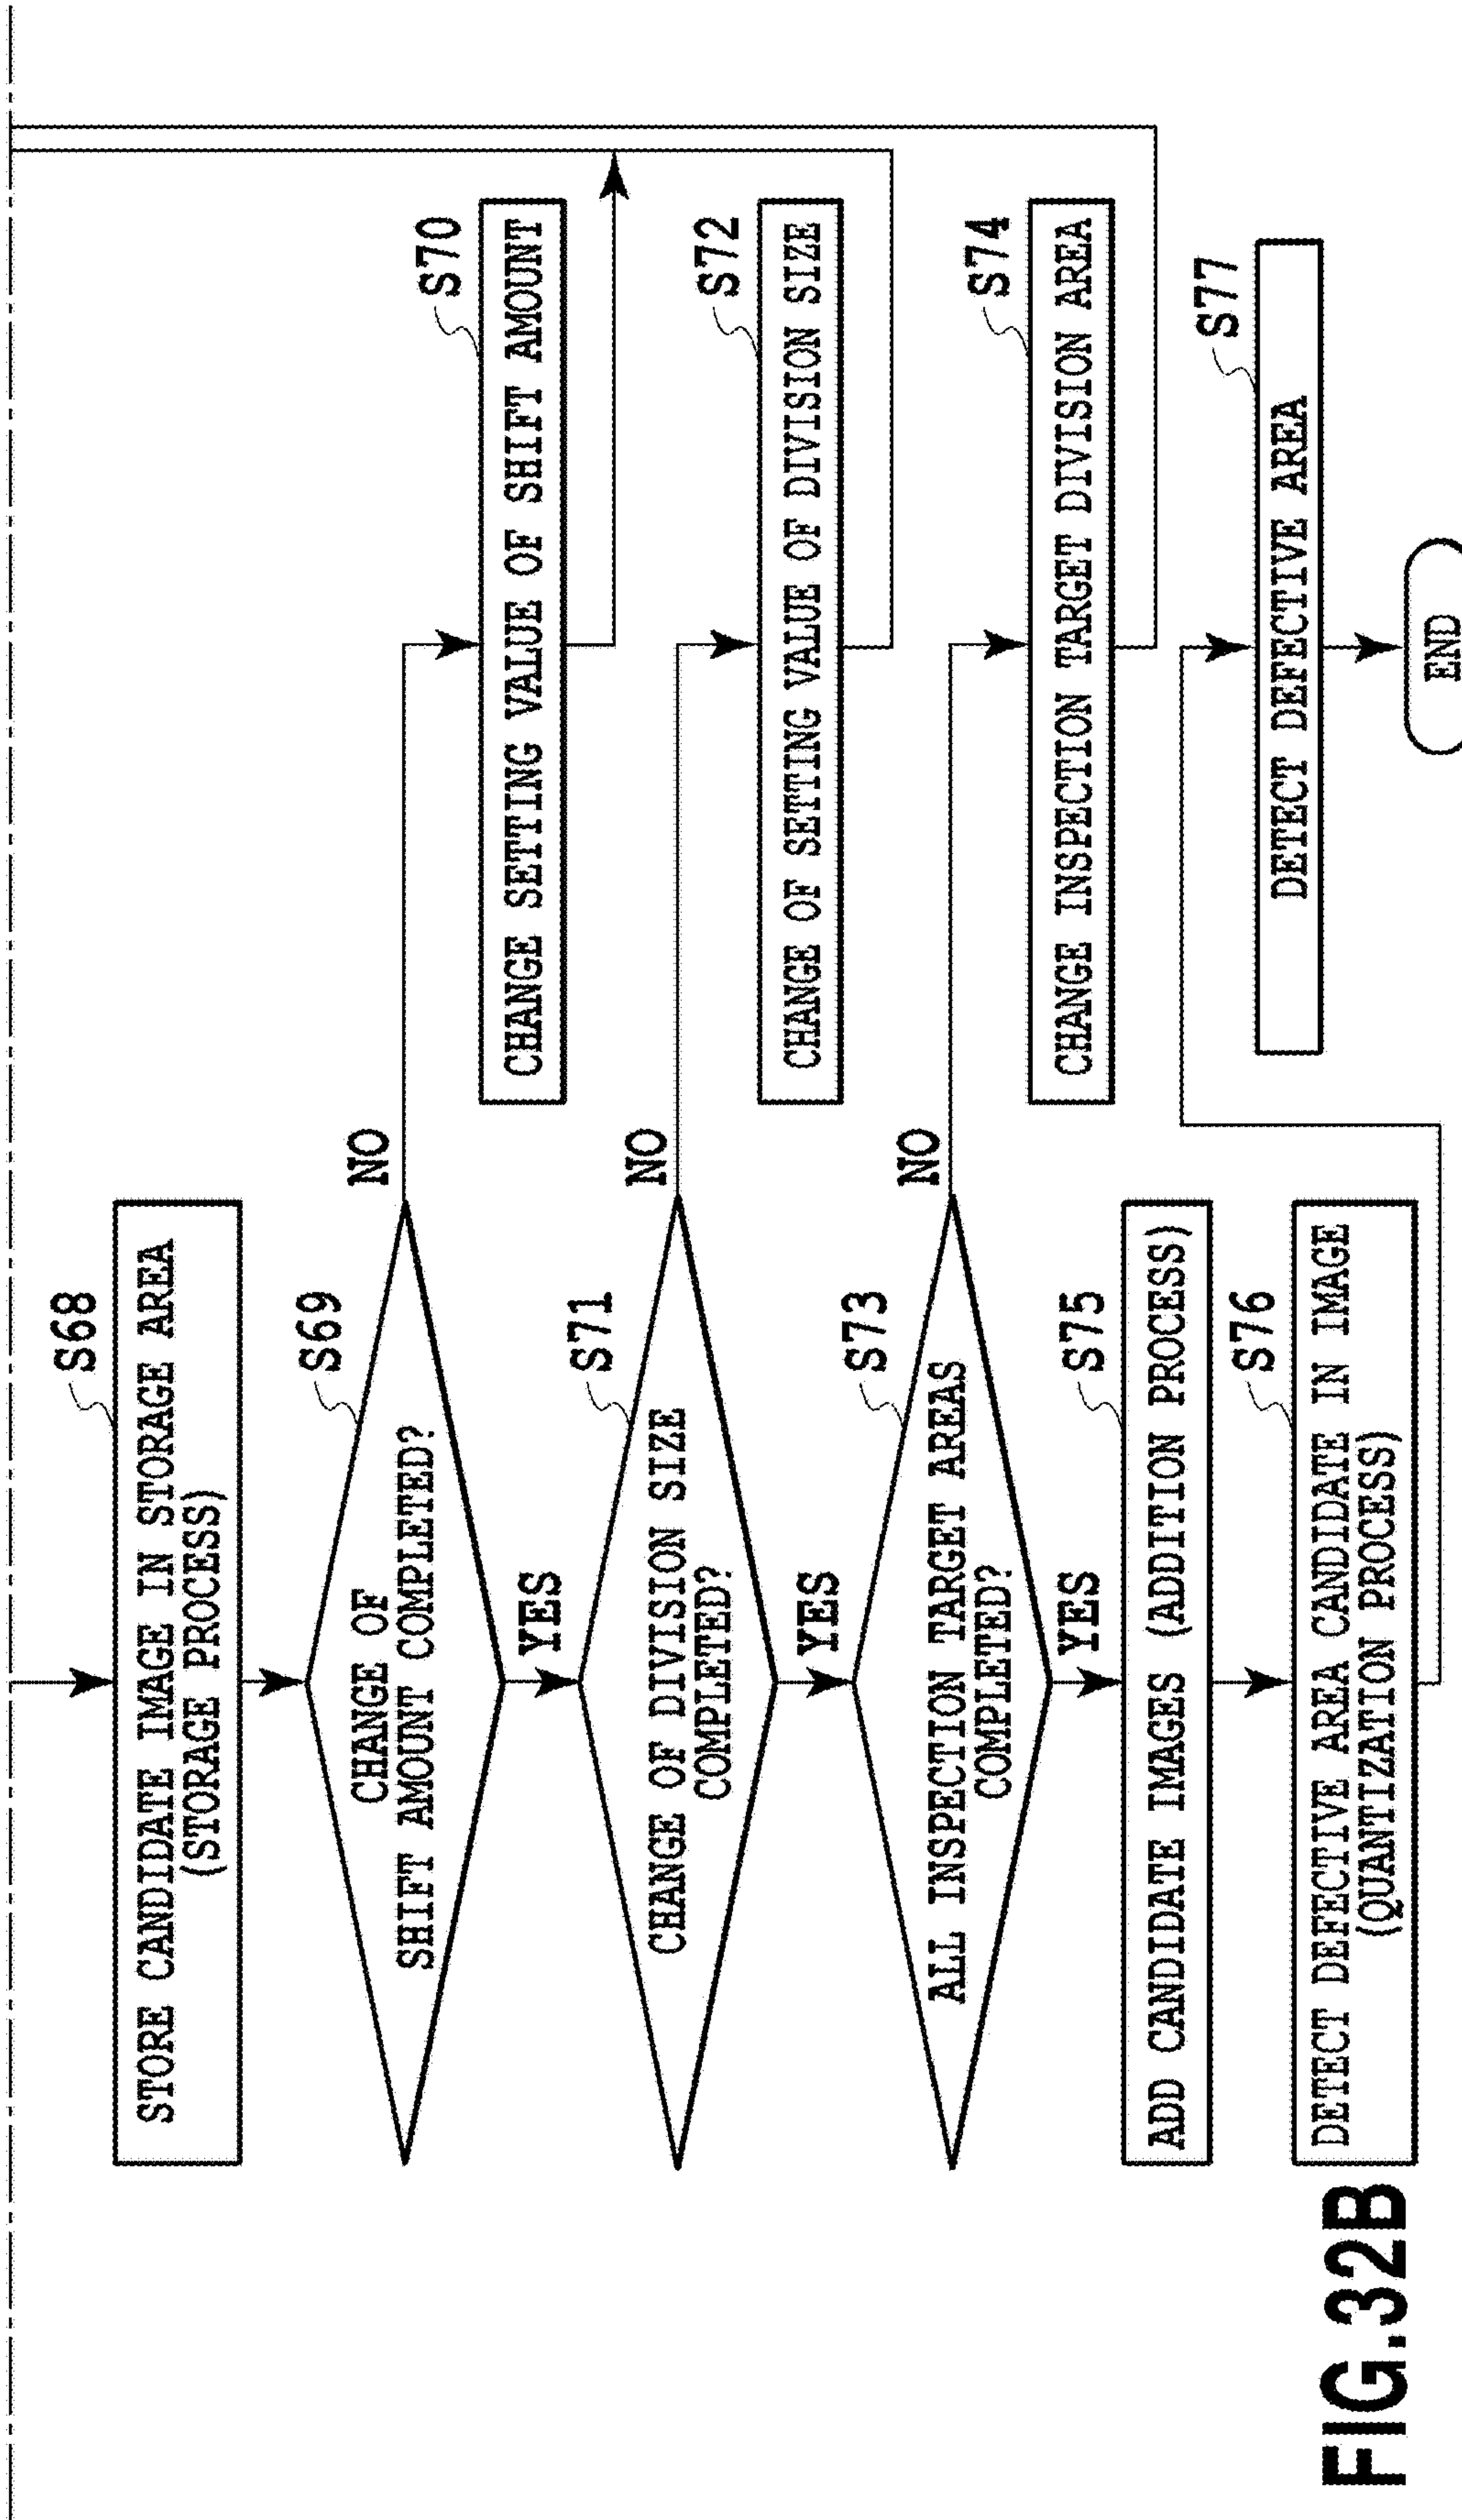 S68
STORE CANDIDATE IMAGE IN STORAGE AREA
(STORAGE PROCESS)
S69
CHANGE OF
SHIFT AMOUNT COMPLETED?
NO
YES
S70
CHANGE SETTING VALUE OF SHIFT AMOUNT
S71
CHANGE OF DIVISION SIZE
COMPLETED?
NO
YES
S72
CHANGE OF SETTING VALUE OF DIVISION SIZE
S73
ALL INSPECTION TARGET AREAS
COMPLETED?
NO
YES
S74
CHANGE INSPECTION TARGET DIVISION AREA
S75
ADD CANDIDATE IMAGES (ADDITION PROCESS)
S76
DETECT DEFECTIVE AREA CANDIDATE IN IMAGE
(QUANTIZATION PROCESS)
S77
DETECT DEFECTIVE AREA
END
FIG.32B